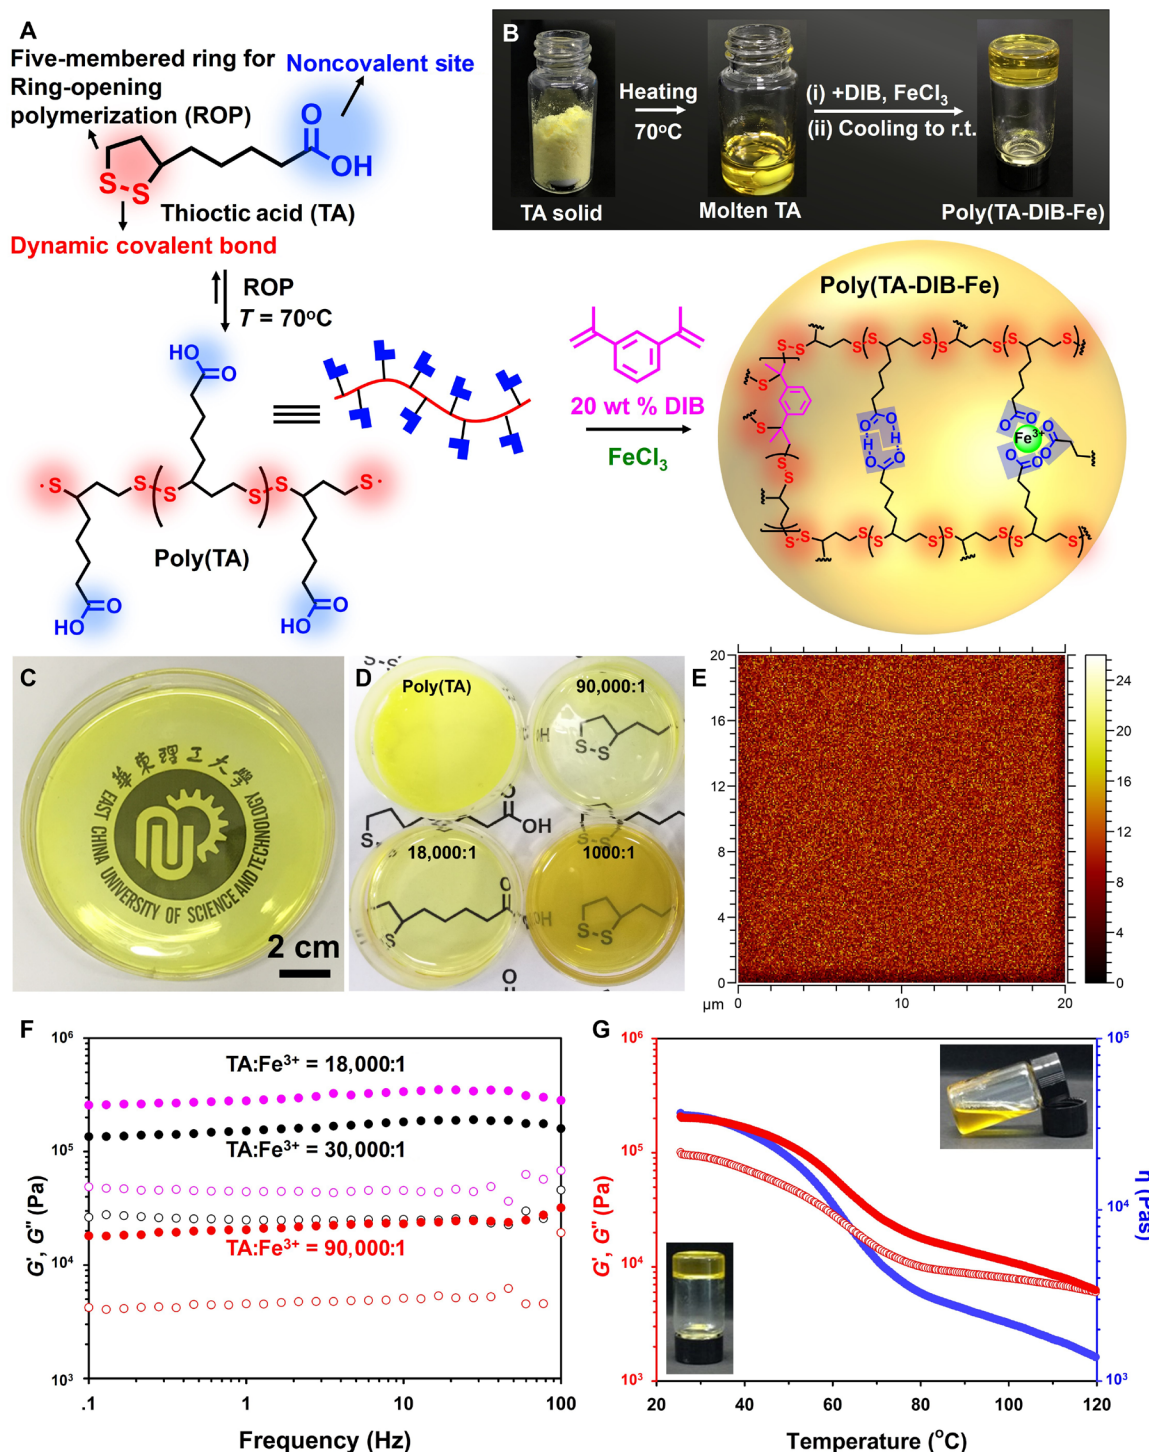 A
Five-membered ring for
Ring-opening
polymerization (ROP)
Noncovalent site
O
OH
S
S
Thioctic acid (TA)
Dynamic covalent bond
ROP
T = 70°C
HO
O
·S
S
S
S
S
S
S·
Poly(TA)
O
HO
O
HO
B
Heating
70°C
(i) +DIB, FeCl₃
(ii) Cooling to r.t.
TA solid
Molten TA
Poly(TA-DIB-Fe)
20 wt % DIB
FeCl₃
Poly(TA-DIB-Fe)
Fe³⁺
C
華東理工大學
EAST CHINA UNIVERSITY OF SCIENCE AND TECHNOLOGY
2 cm
D
Poly(TA)
90,000:1
S
S
OH
18,000:1
1000:1
O
S
S
S
E
20
16
12
8
4
0
µm
0
10
20
24
20
16
12
8
4
0
F
10⁶
10⁵
10⁴
10³
G', G" (Pa)
TA:Fe³⁺ = 18,000:1
TA:Fe³⁺ = 30,000:1
TA:Fe³⁺ = 90,000:1
.1
1
10
100
Frequency (Hz)
G
10⁶
10⁵
10⁴
10³
G', G" (Pa)
10⁵
10⁴
10³
η (Pas)
20
40
60
80
100
120
Temperature (°C)